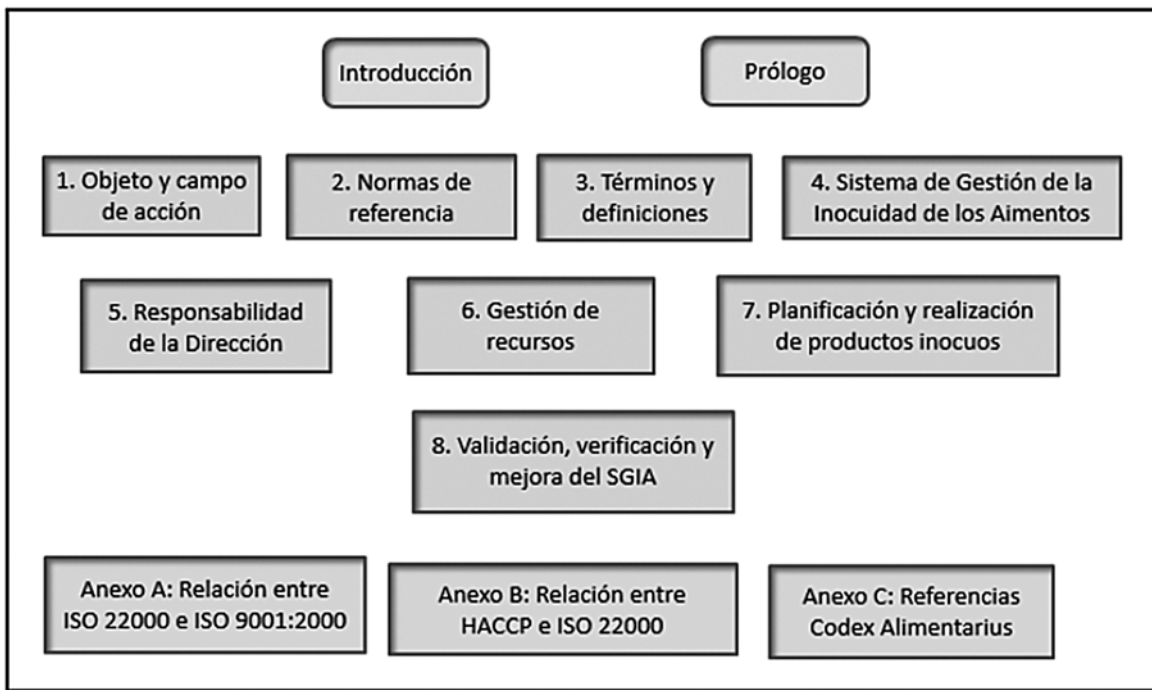 Introducción
Prólogo
1. Objeto y campo
de acción
2. Normas de
referencia
3. Términos y
definiciones
4. Sistema de Gestión de la
Inocuidad de los Aimentos
5. Responsabilidad
de la Dirección
6. Gestión de
recursos
7. Planificación y realización
de productos inocuos
8. Validación, verificación y
mejora del SGIA
Anexo A: Relación entre
ISO 22000 e ISO 9001:2000
Anexo B: Relación entre
HACCP e ISO 22000
Anexo C: Referencias
Codex Alimentarius